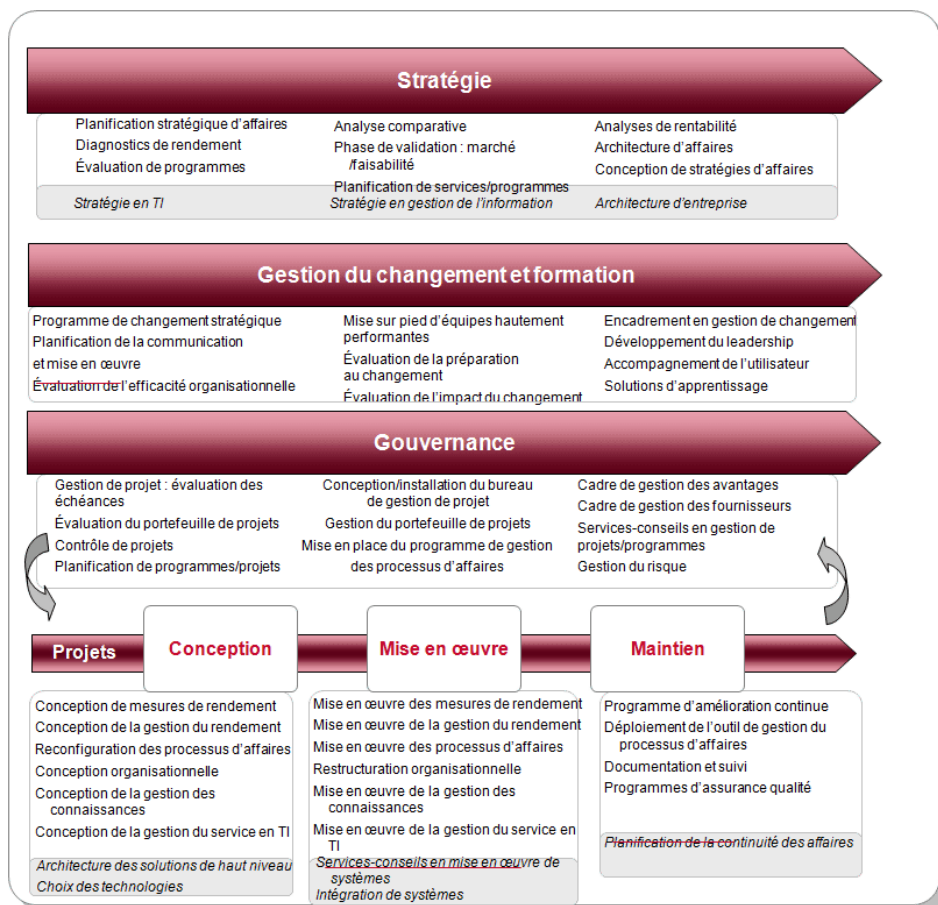 Stratégie
Planification stratégique d'affaires
Diagnostics de rendement
Évaluation de programmes
Analyse comparative
Phase de validation : marché
/faisabilité
Planification de services/programmes
Analyses de rentabilité
Architecture d'affaires
Conception de stratégies d'affaires
Stratégie en TI
Stratégie en gestion de l'information
Architecture d'entreprise
Gestion du changement et formation
Programme de changement stratégique
Planification de la communication
et mise en œuvre
Évaluation de l'efficacité organisationnelle
Mise sur pied d'équipes hautement
performantes
Évaluation de la préparation
au changement
Évaluation de l'impact du changement
Encadrement en gestion de changement
Développement du leadership
Accompagnement de l'utilisateur
Solutions d'apprentissage
Gouvernance
Gestion de projet : évaluation des
échéances
Évaluation du portefeuille de projets
Contrôle de projets
Planification de programmes/projets
Conception/installation du bureau
de gestion de projet
Gestion du portefeuille de projets
Mise en place du programme de gestion
des processus d'affaires
Cadre de gestion des avantages
Cadre de gestion des fournisseurs
Services-conseils en gestion de
projets/programmes
Gestion du risque
Projets
Conception
Mise en œuvre
Maintien
Conception de mesures de rendement
Conception de la gestion du rendement
Reconfiguration des processus d'affaires
Conception organisationnelle
Conception de la gestion des
connaissances
Conception de la gestion du service en TI
Architecture des solutions de haut niveau
Choix des technologies
Mise en œuvre des mesures de rendement
Mise en œuvre de la gestion du rendement
Mise en œuvre des processus d'affaires
Restructuration organisationnelle
Mise en œuvre de la gestion des
connaissances
Mise en œuvre de la gestion du service en
TI
Services-conseils en mise en œuvre de
systèmes
Intégration de systèmes
Programme d'amélioration continue
Déploiement de l'outil de gestion du
processus d'affaires
Documentation et suivi
Programmes d'assurance qualité
Planification de la continuité des affaires